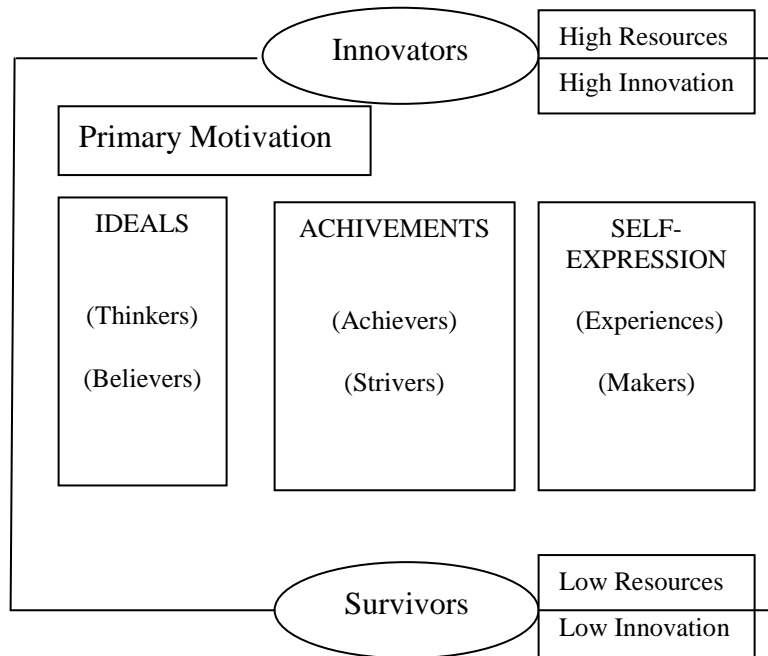 Innovators
High Resources
High Innovation
Primary Motivation
IDEALS
(Thinkers)
(Believers)
ACHIVEMENTS
(Achievers)
(Strivers)
SELF-
EXPRESSION
(Experiences)
(Makers)
Survivors
Low Resources
Low Innovation